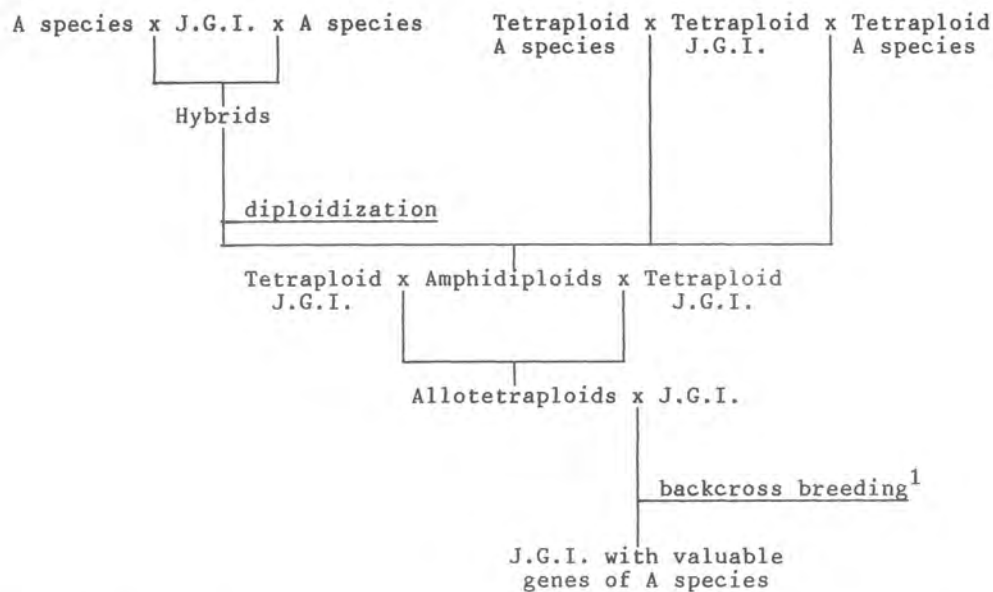 A species x J.G.I. x A species
Tetraploid x Tetraploid x Tetraploid
A species J.G.I. A species
Hybrids
diploidization
Tetraploid x Amphidiploids x Tetraploid
J.G.I. J.G.I.
Allotetraploids x J.G.I.
backcross breeding1
J.G.I. with valuable
genes of A species